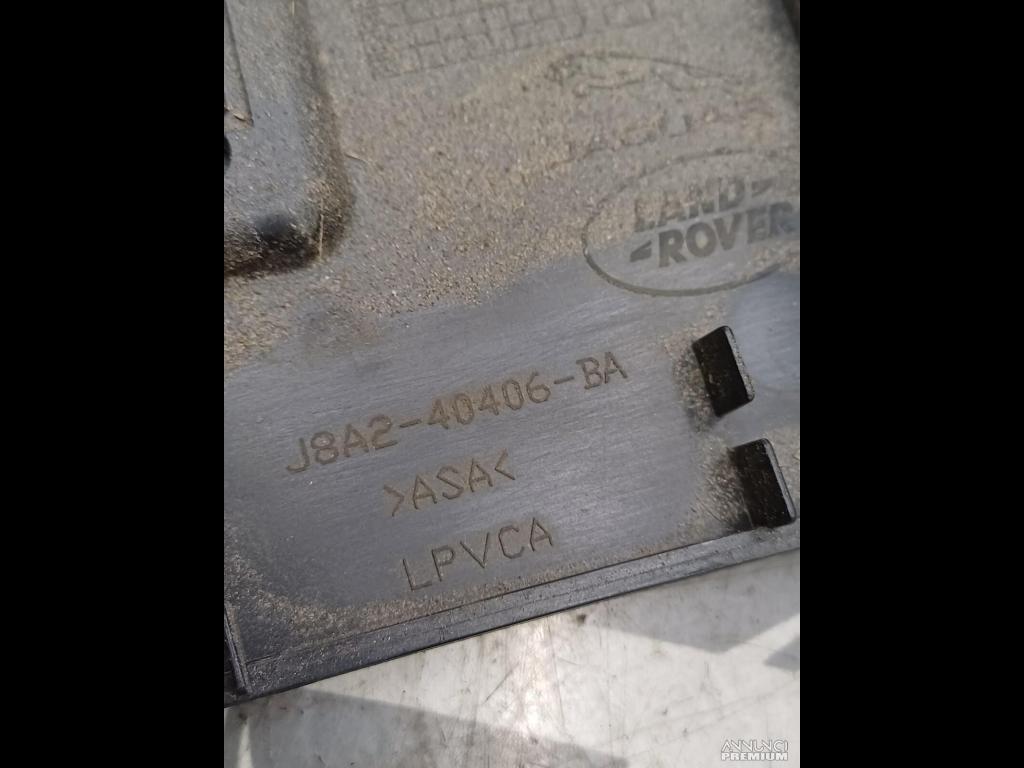 LAND
ROVER
J8A2-40406-BA
>ASA<
LPVCA
ANNUNCI
PREMIUM